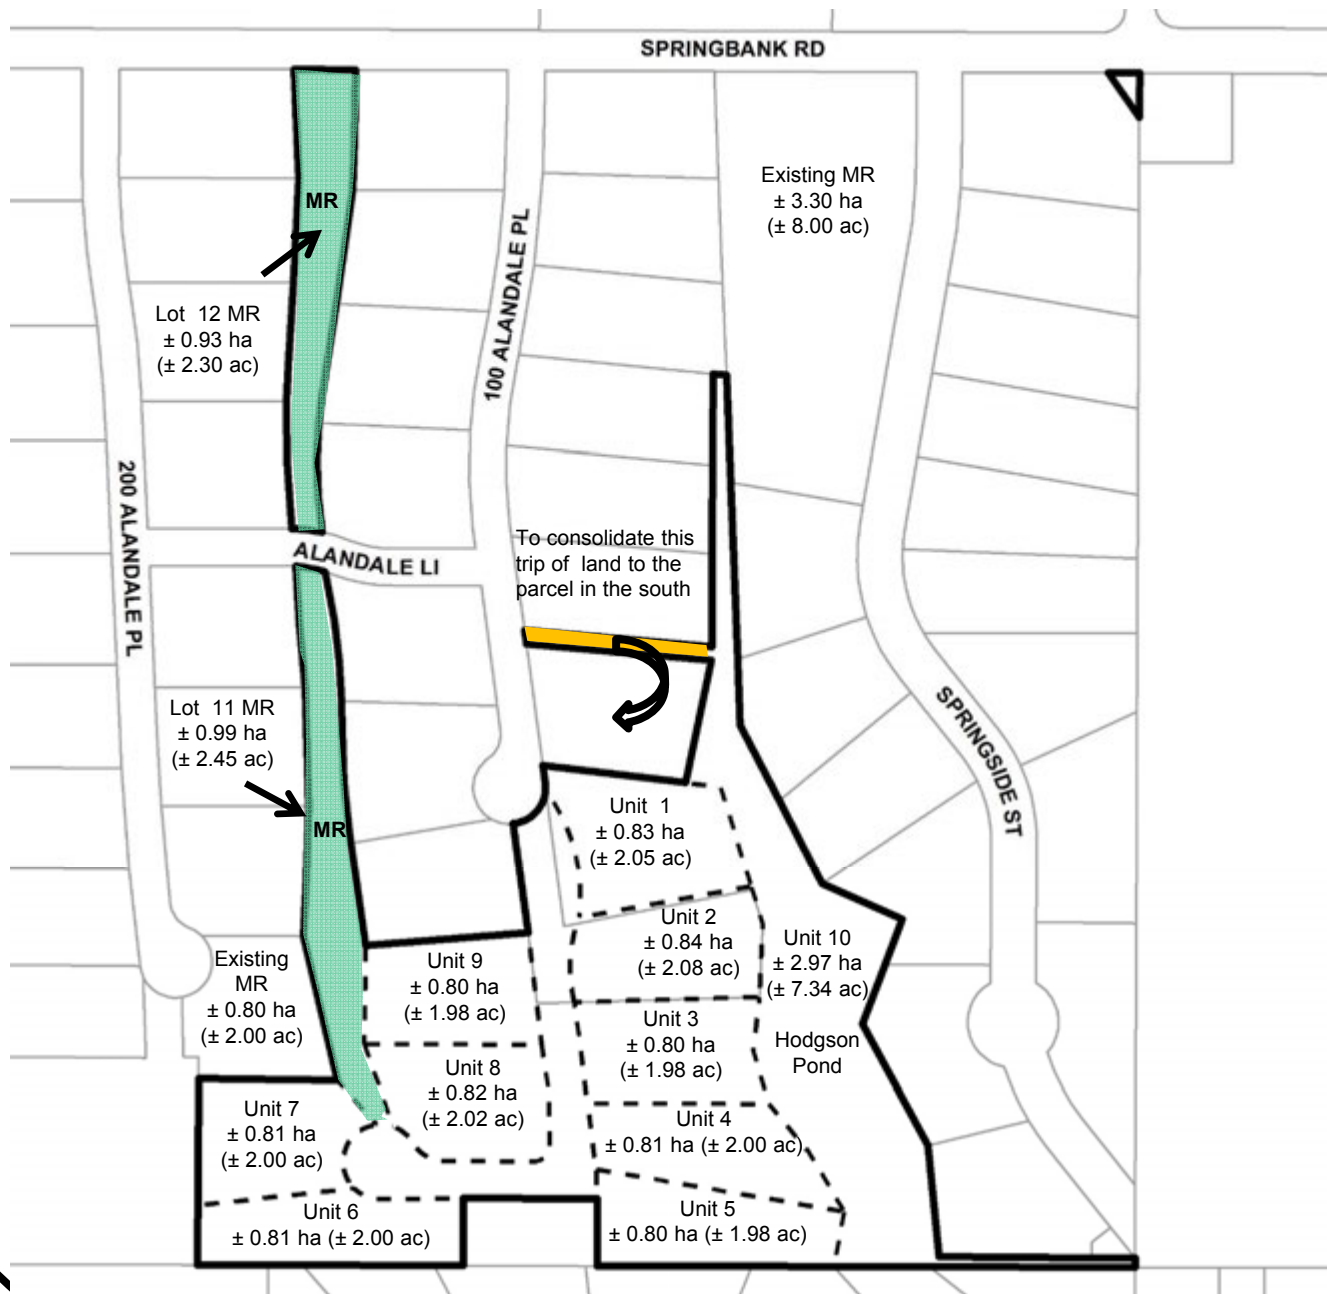 SPRINGBANK RD
Existing MR
± 3.30 ha
(± 8.00 ac)
MR
100 ALANDALE PL
Lot 12 MR
± 0.93 ha
(± 2.30 ac)
200 ALANDALE PL
ALANDALE LI
To consolidate this
trip of land to the
parcel in the south
SPRINGSIDE ST
Lot 11 MR
± 0.99 ha
(± 2.45 ac)
MR
Unit 1
± 0.83 ha
(± 2.05 ac)
Unit 2
± 0.84 ha
(± 2.08 ac)
Unit 10
± 2.97 ha
(± 7.34 ac)
Hodgson
Pond
Existing
MR
± 0.80 ha
(± 2.00 ac)
Unit 9
± 0.80 ha
(± 1.98 ac)
Unit 3
± 0.80 ha
(± 1.98 ac)
Unit 8
± 0.82 ha
(± 2.02 ac)
Unit 7
± 0.81 ha
(± 2.00 ac)
Unit 4
± 0.81 ha (± 2.00 ac)
Unit 6
± 0.81 ha (± 2.00 ac)
Unit 5
± 0.80 ha (± 1.98 ac)